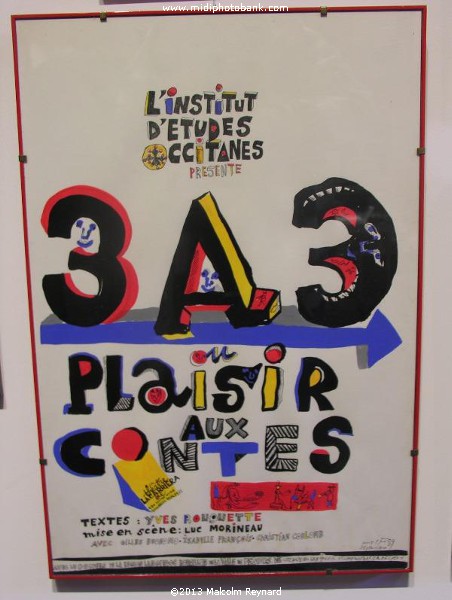 www.midiphotobank.com
L'INSTITUT
D'ETUDES
OCCITANES
PRESENTE
3A3
ou
PLaisiR
AUX
CONTES
TEXTES : YVES ROUQUETTE
mise en scène : LUC MORINEAU
AVEC
©2013 Malcolm Reynard